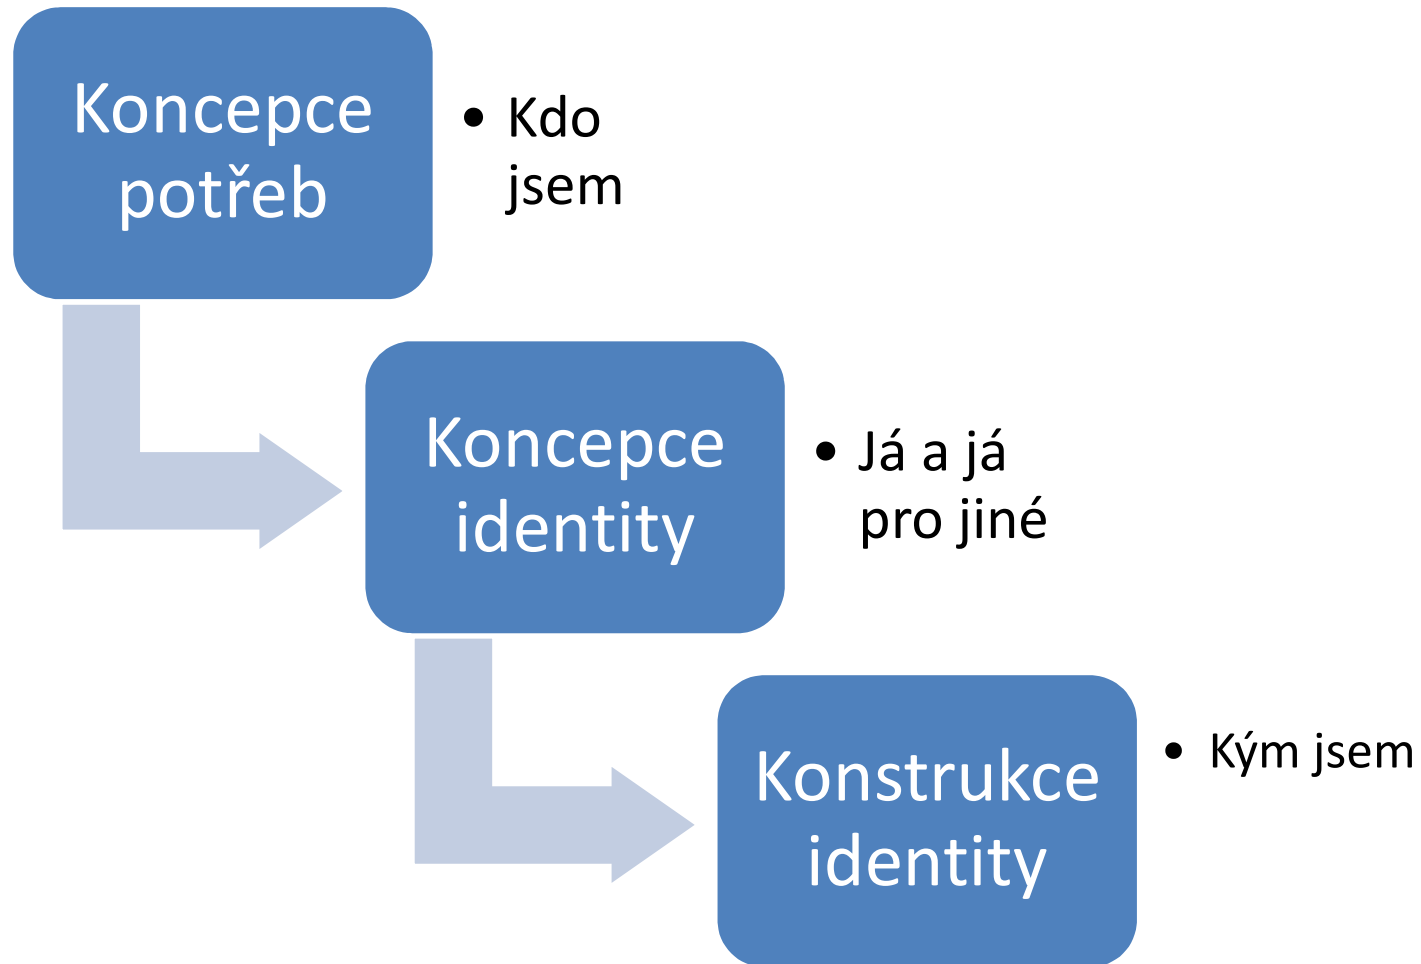 Koncepce
potřeb
• Kdo
jsem
Koncepce
identity
• Já a já
pro jiné
Konstrukce
identity
• Kým jsem